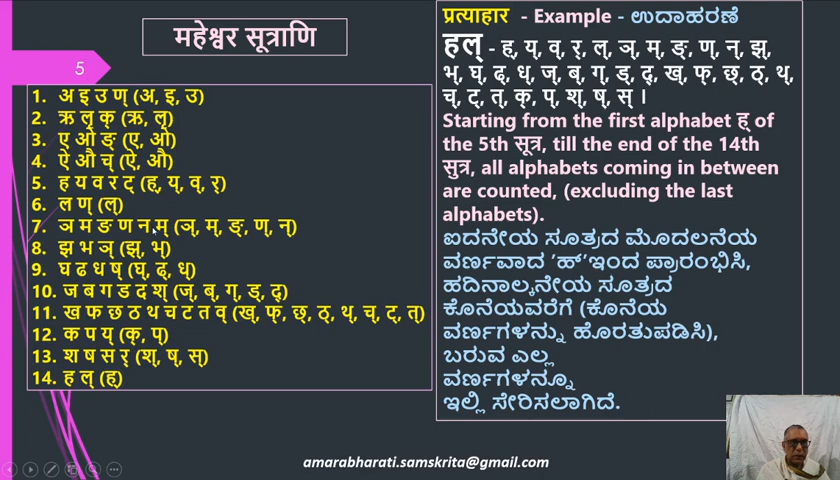 महेश्वर सूत्राणि
5
1. अ इ उ ण् (अ, इ, उ)
2. ऋ लृ क् (ऋ, लृ)
3. ए ओ ङ् (ए, ओ)
4. ऐ औ च् (ऐ, औ)
5. ह य व र ट् (ह्, य्, व्, र्)
6. ल ण् (ल्)
7. ञ म ङ ण न म् (ञ्, म्, ङ्, ण्, न्)
8. झ भ ञ् (झ्, भ्)
9. घ ढ ध ष् (घ्, ढ्, ध्)
10. ज ब ग ड द श् (ज्, ब्, ग्, ड्, द्)
11. ख फ छ ठ थ च ट त व् (ख्, फ्, छ्, ठ्, थ्, च्, ट्, त्)
12. क प य् (क्, प्)
13. श ष स र् (श्, ष्, स्)
14. ह ल् (ह्)
प्रत्याहार - Example - ಉದಾಹರಣೆ
हल् - ह्, य्, व्, र्, ल्, ञ्, म्, ङ्, ण्, न्, झ्,
भ्, घ्, ढ्, ध्, ज्, ब्, ग्, ड्, द्, ख्, फ्, छ्, ठ्, थ्,
च्, ट्, त्, क्, प्, श्, ष्, स् ।
Starting from the first alphabet ह् of
the 5th सूत्र, till the end of the 14th
सुत्र, all alphabets coming in between
are counted, (excluding the last
alphabets).
ಐದನೇಯ ಸೂತ್ರದ ಮೊದಲನೆಯ
ವರ್ಣವಾದ 'ಹ್'ಇಂದ ಪ್ರಾರಂಭಿಸಿ,
ಹದಿನಾಲ್ಕನೇಯ ಸೂತ್ರದ
ಕೊನೆಯವರೆಗೆ (ಕೊನೆಯ
ವರ್ಣಗಳನ್ನು ಹೊರತುಪಡಿಸಿ),
ಬರುವ ಎಲ್ಲ
ವರ್ಣಗಳನ್ನೂ
ಇಲ್ಲಿ ಸೇರಿಸಲಾಗಿದೆ.
amarabharati.samskrita@gmail.com